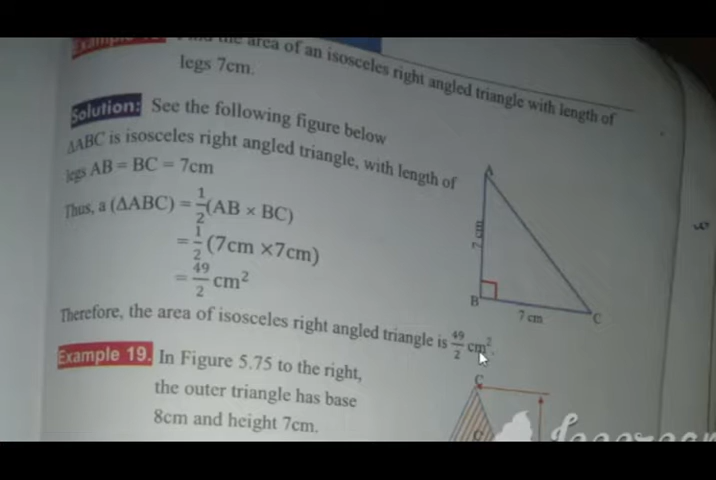 the area of an isosceles right angled triangle with length of
legs 7cm.
Solution: See the following figure below
ΔABC is isosceles right angled triangle, with length of
legs AB = BC = 7cm
Thus, a (ΔABC) = 1/2 (AB × BC)
= 1/2 (7cm ×7cm)
= 49/2 cm²
A
7 cm
B
7 cm
C
Therefore, the area of isosceles right angled triangle is 49/2 cm².
Example 19. In Figure 5.75 to the right,
the outer triangle has base
8cm and height 7cm.
C